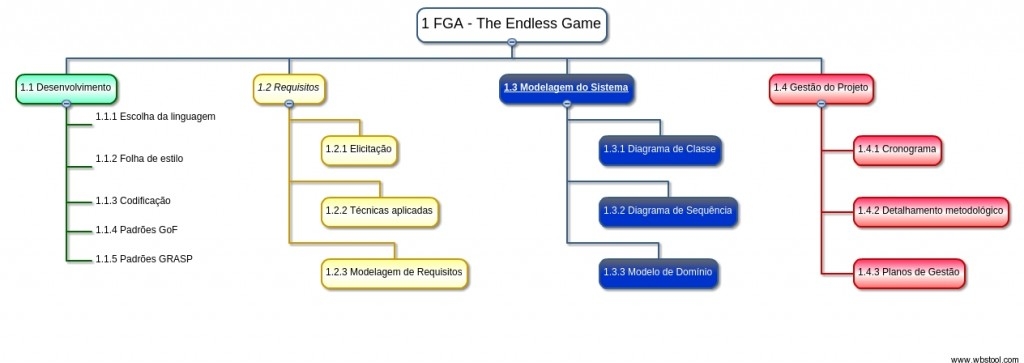 1 FGA - The Endless Game
1.1 Desenvolvimento
1.1.1 Escolha da linguagem
1.1.2 Folha de estilo
1.1.3 Codificação
1.1.4 Padrões GoF
1.1.5 Padrões GRASP
1.2 Requisitos
1.2.1 Elicitação
1.2.2 Técnicas aplicadas
1.2.3 Modelagem de Requisitos
1.3 Modelagem do Sistema
1.3.1 Diagrama de Classe
1.3.2 Diagrama de Sequência
1.3.3 Modelo de Domínio
1.4 Gestão do Projeto
1.4.1 Cronograma
1.4.2 Detalhamento metodológico
1.4.3 Planos de Gestão
www.wbstool.com